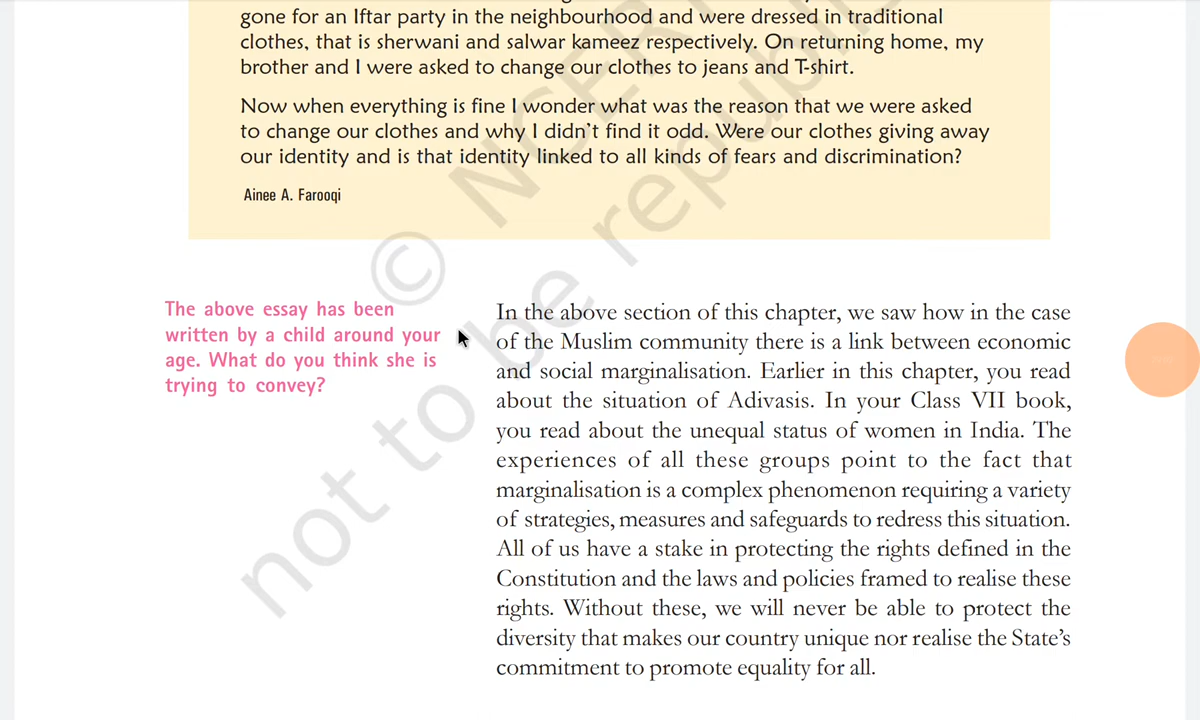 gone for an Iftar party in the neighbourhood and were dressed in traditional
clothes, that is sherwani and salwar kameez respectively. On returning home, my
brother and I were asked to change our clothes to jeans and T-shirt.
Now when everything is fine I wonder what was the reason that we were asked
to change our clothes and why I didn't find it odd. Were our clothes giving away
our identity and is that identity linked to all kinds of fears and discrimination?
Ainee A. Farooqi
The above essay has been
written by a child around your
age. What do you think she is
trying to convey?
In the above section of this chapter, we saw how in the case
of the Muslim community there is a link between economic
and social marginalisation. Earlier in this chapter, you read
about the situation of Adivasis. In your Class VII book,
you read about the unequal status of women in India. The
experiences of all these groups point to the fact that
marginalisation is a complex phenomenon requiring a variety
of strategies, measures and safeguards to redress this situation.
All of us have a stake in protecting the rights defined in the
Constitution and the laws and policies framed to realise these
rights. Without these, we will never be able to protect the
diversity that makes our country unique nor realise the State's
commitment to promote equality for all.
© NCERT
not to be republi